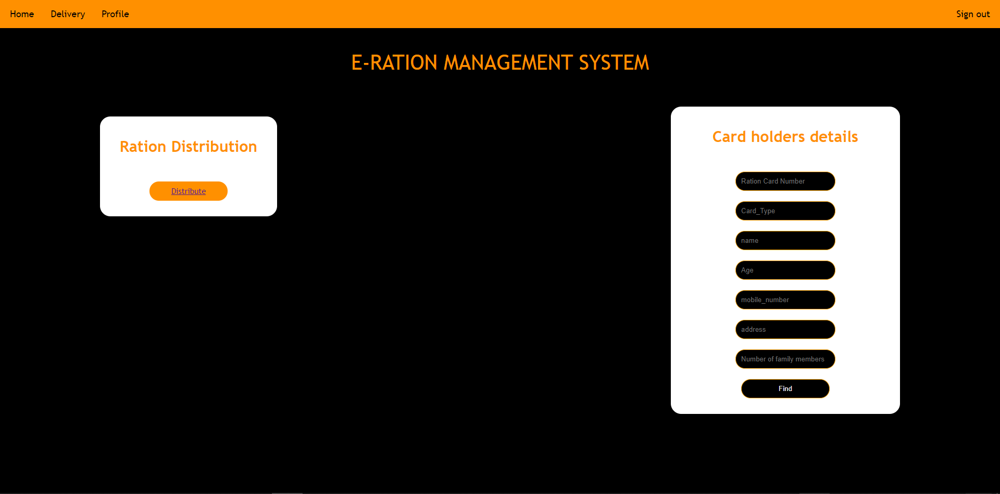 Home
Delivery
Profile
Sign out
E-RATION MANAGEMENT SYSTEM
Ration Distribution
Distribute
Card holders details
Ration Card Number
Card_Type
name
Age
mobile_number
address
Number of family members
Find